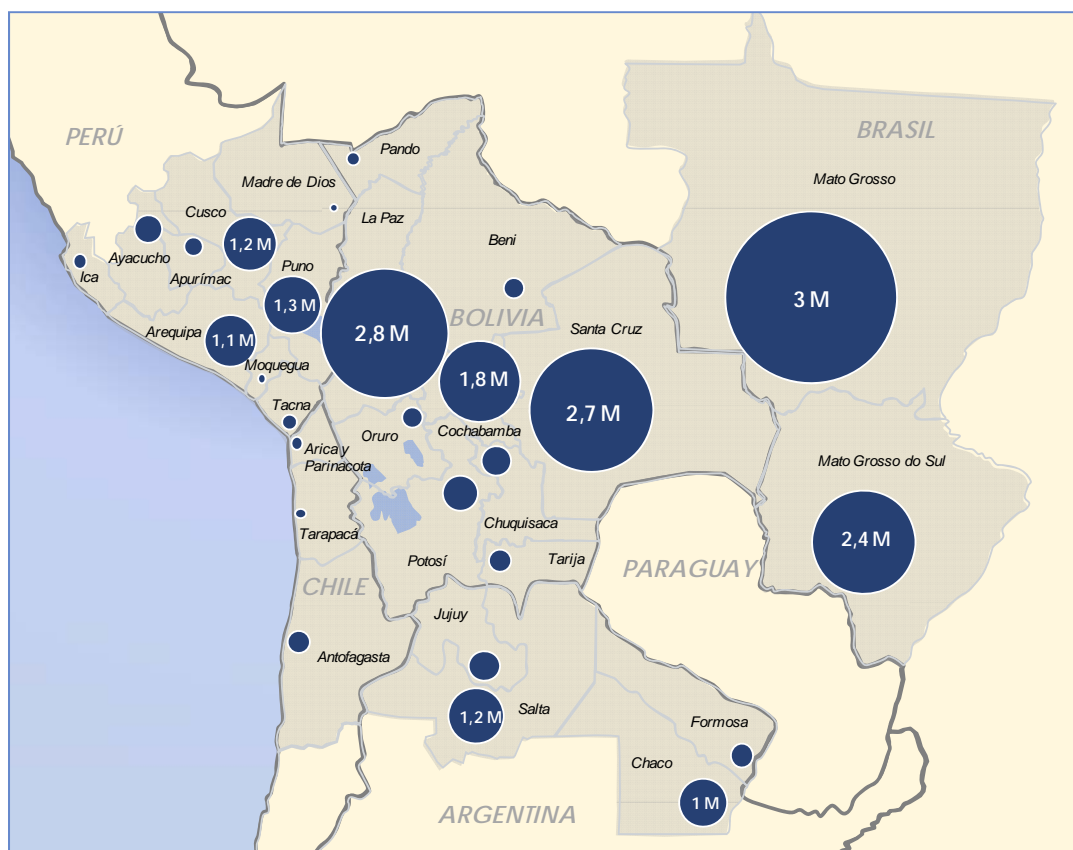 PERÚ
BRASIL
Pando
Mato Grosso
Madre de Dios
Cusco
La Paz
Beni
1,2 M
Ayacucho
Puno
Ica
Apurímac
3 M
1,3 M
BOLIVIA
Santa Cruz
Arequipa
1,1 M
2,8 M
Moquegua
1,8 M
Tacna
2,7 M
Oruro
Cochabamba
Arica y
Parinacota
Mato Grosso do Sul
Tarapacá
Chuquisaca
2,4 M
Potosí
Tarija
PARAGUAY
CHILE
Jujuy
Antofagasta
Salta
1,2 M
Formosa
Chaco
1 M
ARGENTINA